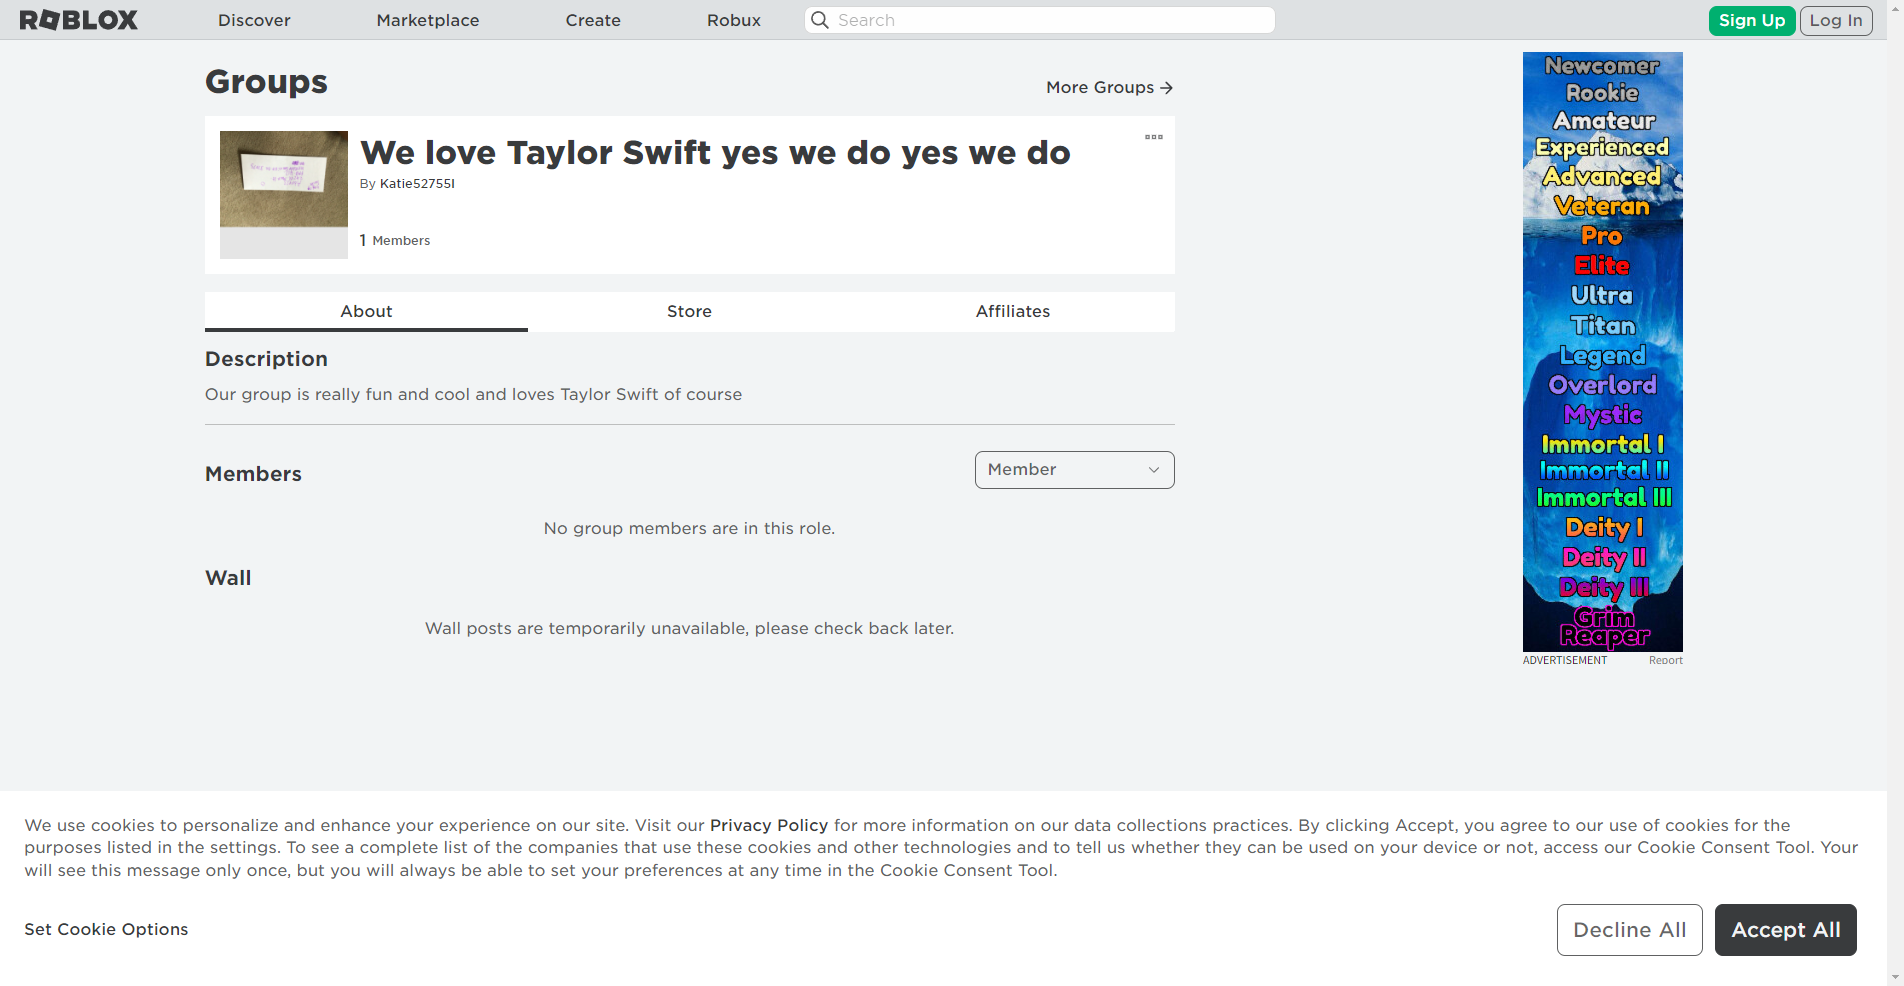 ROBLOX
Discover
Marketplace
Create
Robux
Search
Sign Up
Log In
Groups
More Groups
We love Taylor Swift yes we do yes we do
By Katie52755I
1 Members
About
Store
Affiliates
Description
Our group is really fun and cool and loves Taylor Swift of course
Members
Member
No group members are in this role.
Wall
Wall posts are temporarily unavailable, please check back later.
Newcomer
Rookie
Amateur
Experienced
Advanced
Veteran
Pro
Elite
Ultra
Titan
Legend
Overlord
Mystic
Immortal I
Immortal II
Immortal III
Deity I
Deity II
Deity III
Grim
Reaper
ADVERTISEMENT
Report
We use cookies to personalize and enhance your experience on our site. Visit our Privacy Policy for more information on our data collections practices. By clicking Accept, you agree to our use of cookies for the
purposes listed in the settings. To see a complete list of the companies that use these cookies and other technologies and to tell us whether they can be used on your device or not, access our Cookie Consent Tool. Your
will see this message only once, but you will always be able to set your preferences at any time in the Cookie Consent Tool.
Set Cookie Options
Decline All
Accept All